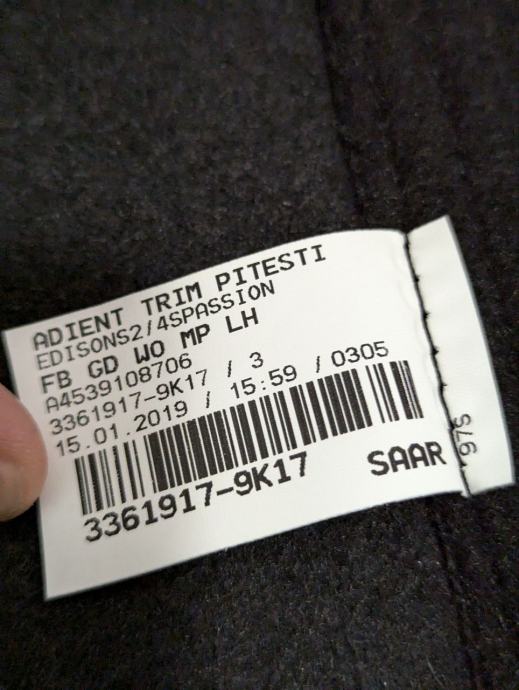 ADIENT TRIM PITESTI
EDISONS2/4SPASSION
FB GD WO MP LH
A4539108706
3361917-9K17 / 3
15.01.2019 / 15:59 / 0305
3361917-9K17
SAAR
975